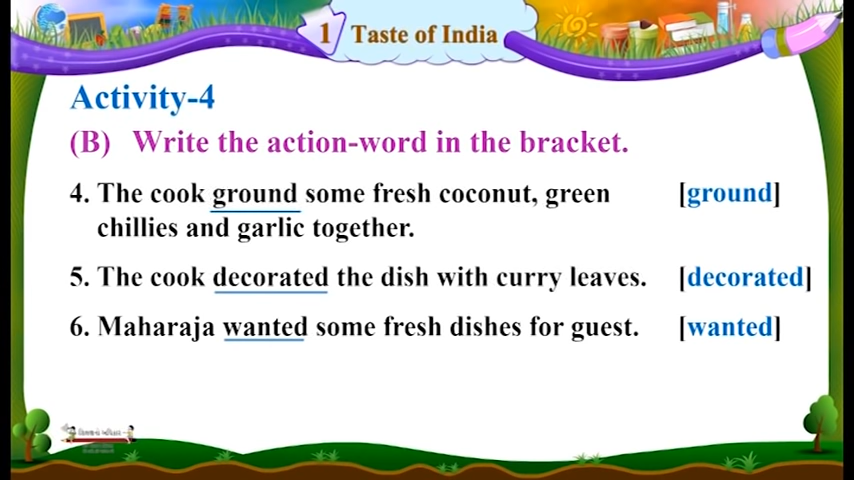 1 Taste of India
Activity-4
(B) Write the action-word in the bracket.
4. The cook ground some fresh coconut, green [ground]
chillies and garlic together.
5. The cook decorated the dish with curry leaves. [decorated]
6. Maharaja wanted some fresh dishes for guest. [wanted]